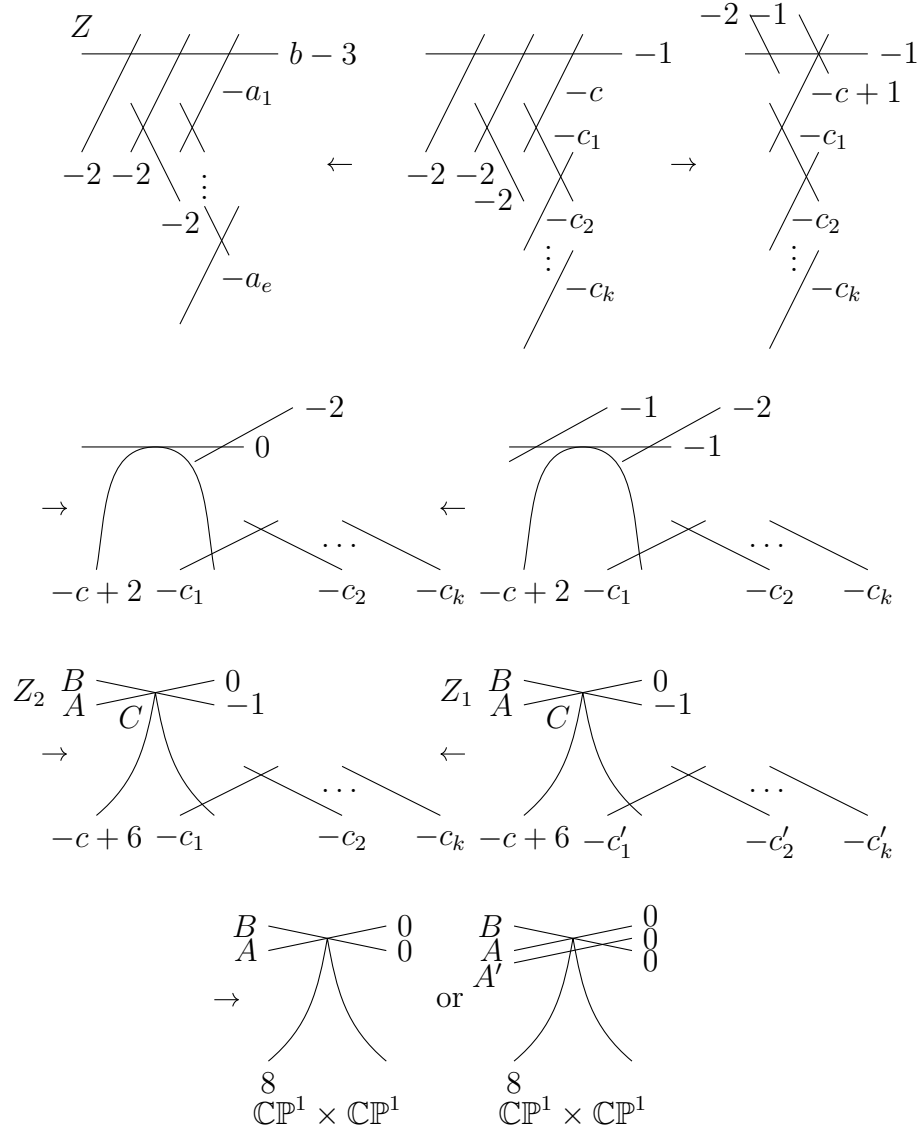 Z b − 3 −1 −2 −1 −1
−a₁ −c −c + 1
−2 −2 ← −2 −2 −c₁ → −c₁
−2 ⋮ −2 −c₂ −c₂
−aₑ ⋮ −cₖ ⋮ −cₖ
−2 −1 −2
0 −1
→ ... ← ...
−c + 2 −c₁ −c₂ −cₖ −c + 2 −c₁ −c₂ −cₖ
Z₂ B 0 Z₁ B 0
A C −1 A C −1
→ ... ← ...
−c + 6 −c₁ −c₂ −cₖ −c + 6 −c′₁ −c′₂ −c′ₖ
B 0 B 0
A 0 A 0
A′ 0
→ or
8 8
ℂℙ¹ × ℂℙ¹ ℂℙ¹ × ℂℙ¹